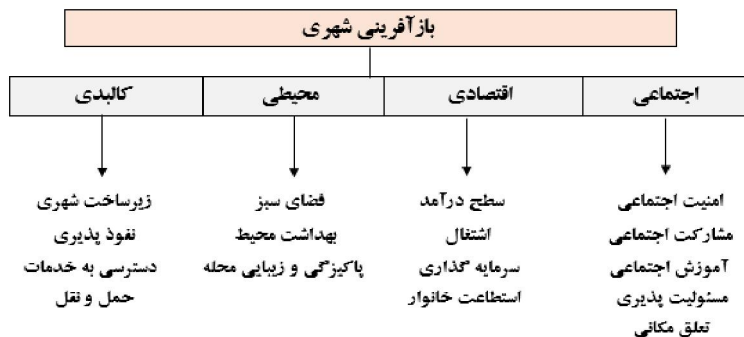 بازآفرینی شهری
اجتماعی
اقتصادی
محیطی
کالبدی
امنیت اجتماعی
مشارکت اجتماعی
آموزش اجتماعی
مسئولیت پذیری
تعلق مکانی
سطح درآمد
اشتغال
سرمایه گذاری
استطاعت خانوار
فضای سبز
بهداشت محیط
پاکیزگی و زیبایی محله
زیرساخت شهری
نفوذ پذیری
دسترسی به خدمات
حمل و نقل